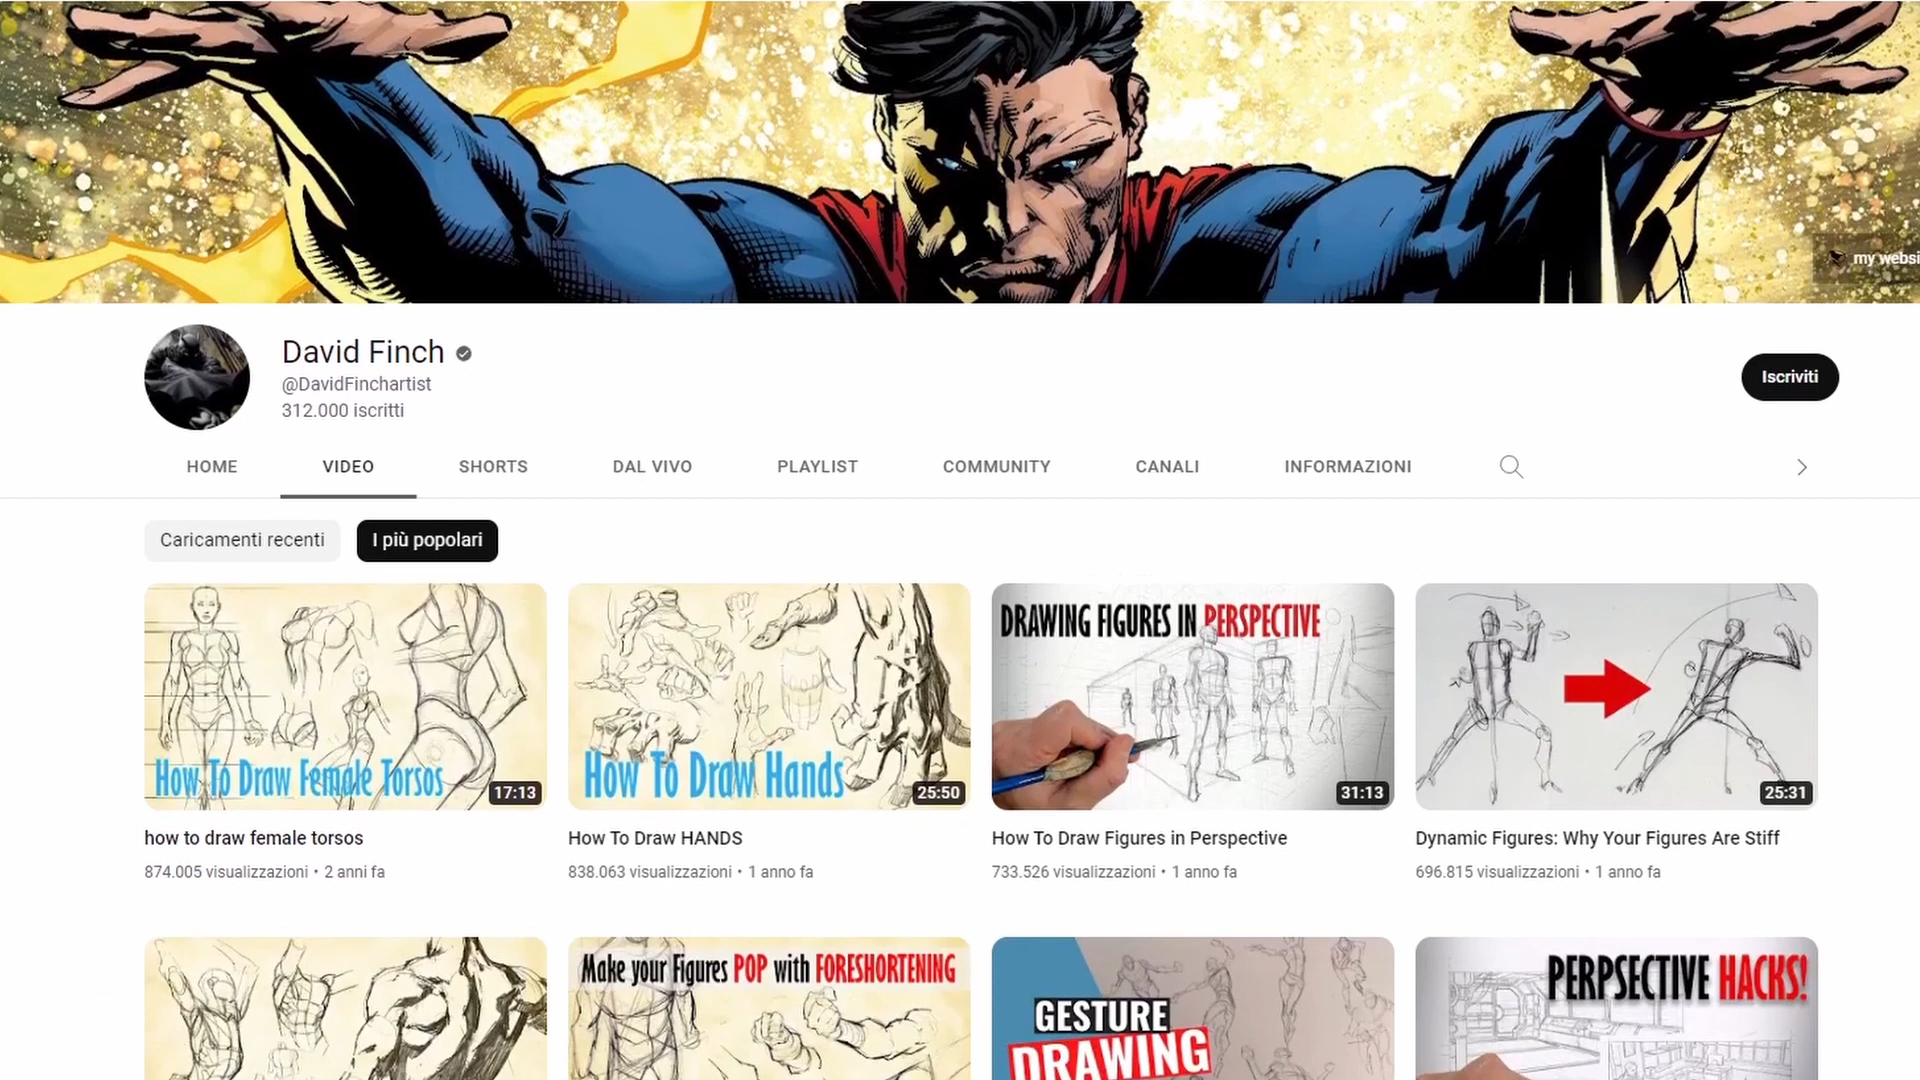 my websi
David Finch
@DavidFinchartist
312.000 iscritti
Iscriviti
HOME VIDEO SHORTS DAL VIVO PLAYLIST COMMUNITY CANALI INFORMAZIONI
Caricamenti recenti I più popolari
How To Draw Female Torsos
17:13
How To Draw Hands
25:50
DRAWING FIGURES IN PERSPECTIVE
31:13
25:31
how to draw female torsos
874.005 visualizzazioni • 2 anni fa
How To Draw HANDS
838.063 visualizzazioni • 1 anno fa
How To Draw Figures in Perspective
733.526 visualizzazioni • 1 anno fa
Dynamic Figures: Why Your Figures Are Stiff
696.815 visualizzazioni • 1 anno fa
Make your Figures POP with FORESHORTENING
GESTURE
DRAWING
PERPSECTIVE HACKS!